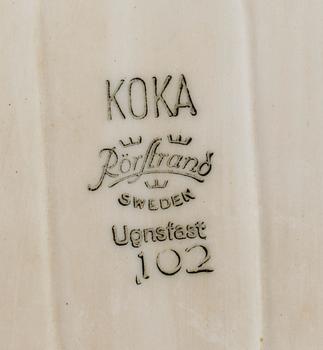 KOKA
Rörstrand
SWEDEN
Ugnsfast
102